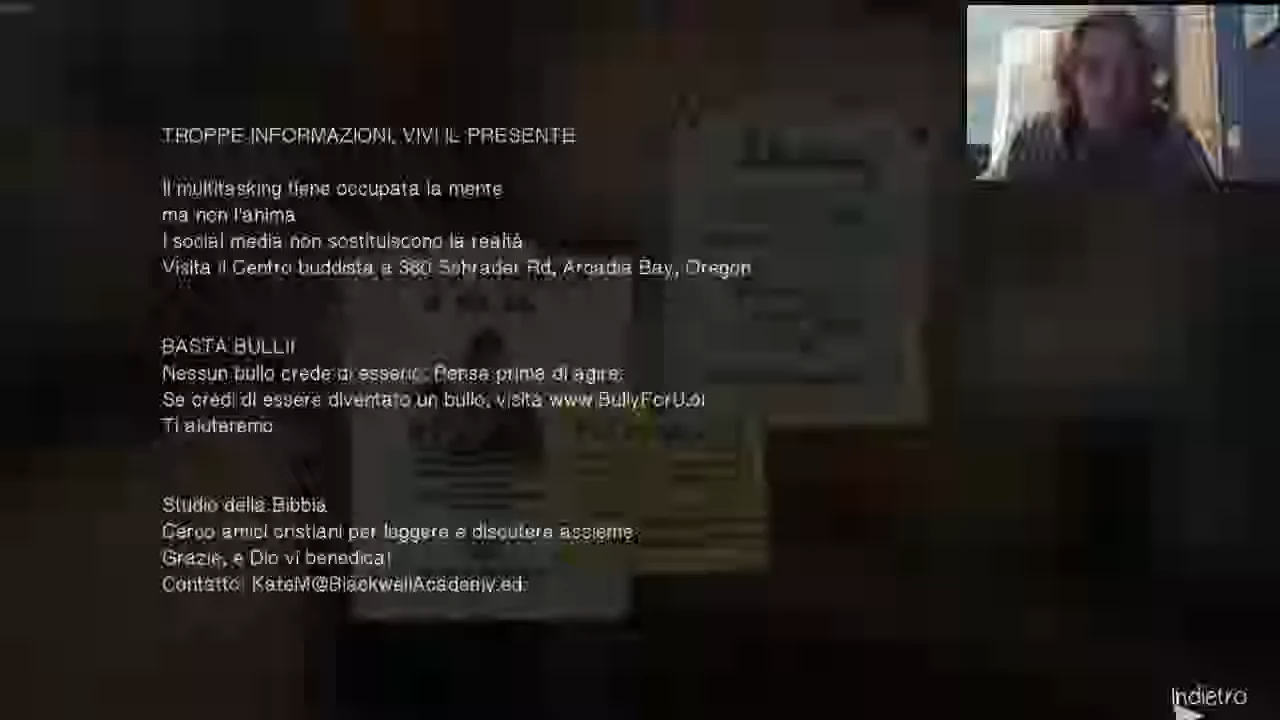 TROPPE INFORMAZIONI, VIVI IL PRESENTE
Il multitasking tiene occupata la mente
ma non l'anima
I social media non sostituiscono la realtà
Visita il Centro buddista a 380 Schrader Rd, Arcadia Bay, Oregon
BASTA BULLI!
Nessun bullo crede di esserlo. Pensa prima di agire.
Se credi di essere diventato un bullo, visita www.BullyForU.or
Ti aiuteremo
Studio della Bibbia
Cerco amici cristiani per leggere e discutere assieme
Grazie, e Dio vi benedica!
Contatto: KateM@BlackwellAcademy.ed
Indietro